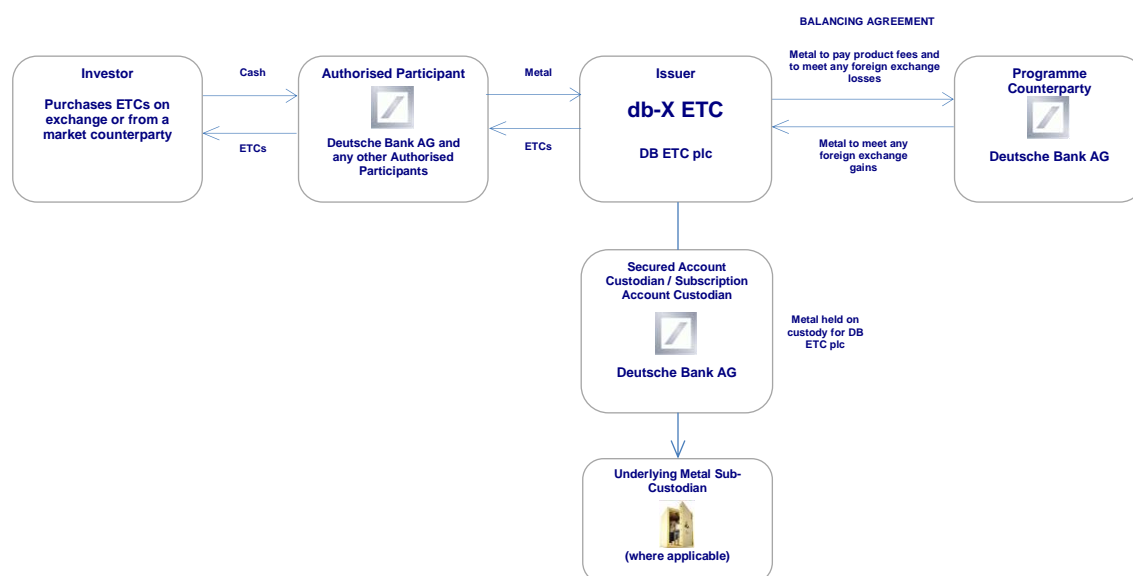 BALANCING AGREEMENT
Investor
Purchases ETCs on
exchange or from a
market counterparty
Cash
ETCs
Authorised Participant
Deutsche Bank AG and
any other Authorised
Participants
Metal
ETCs
Issuer
db-X ETC
DB ETC plc
Metal to pay product fees and
to meet any foreign exchange
losses
Metal to meet any
foreign exchange
gains
Programme
Counterparty
Deutsche Bank AG
Secured Account
Custodian / Subscription
Account Custodian
Deutsche Bank AG
Metal held on
custody for DB
ETC plc
Underlying Metal Sub-
Custodian
(where applicable)